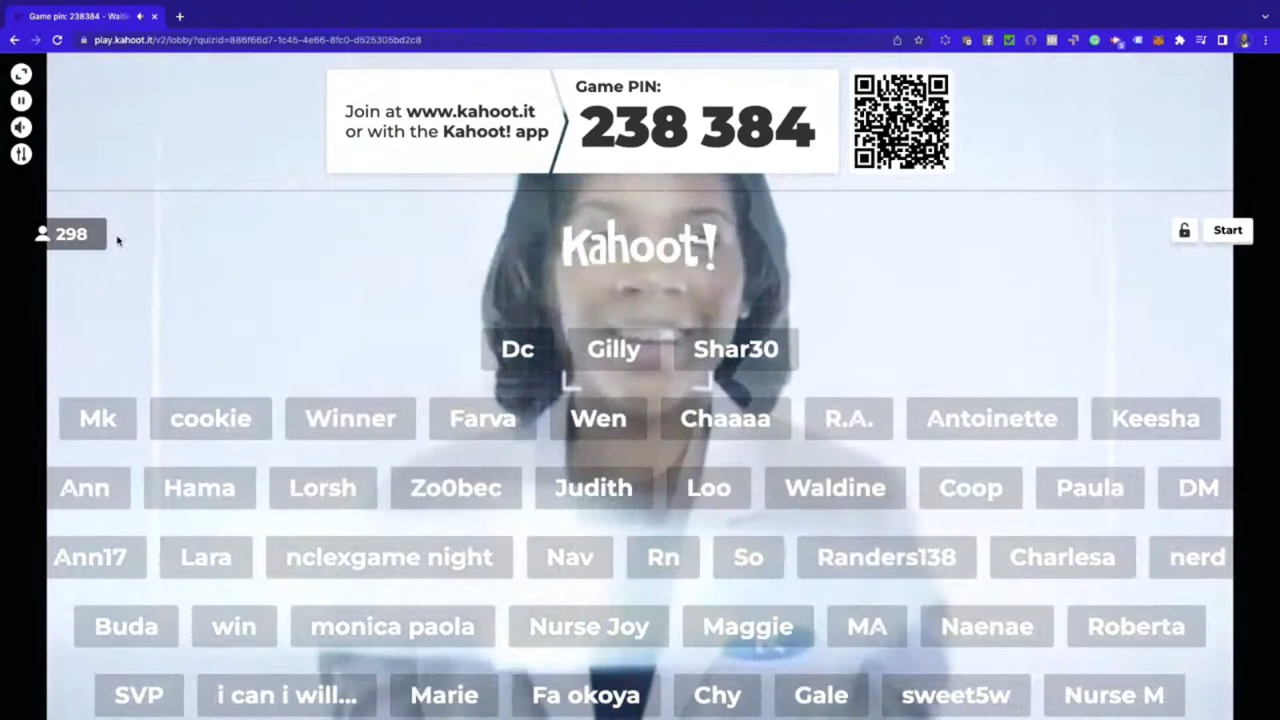 Game pin: 238384 - Waiti
play.kahoot.it/v2/lobby?quizid=886f66d7-1c45-4e66-8fc0-d525305bd2c8
Join at www.kahoot.it
or with the Kahoot! app
Game PIN:
238 384
298
Kahoot!
Start
Dc Gilly Shar30
Mk cookie Winner Farva Wen Chaaaa R.A. Antoinette Keesha
Ann Hama Lorsh Zo0bec Judith Loo Waldine Coop Paula DM
Ann17 Lara nclexgame night Nav Rn So Randers138 Charlesa nerd
Buda win monica paola Nurse Joy Maggie MA Naenae Roberta
SVP i can i will... Marie Fa okoya Chy Gale sweet5w Nurse M